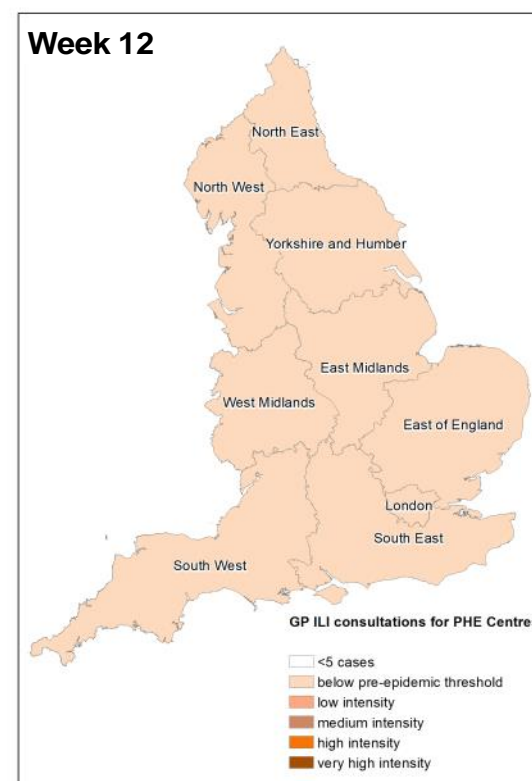 Week 12
North East
North West
Yorkshire and Humber
East Midlands
West Midlands
East of England
London
South East
South West
GP ILI consultations for PHE Centre
<5 cases
below pre-epidemic threshold
low intensity
medium intensity
high intensity
very high intensity